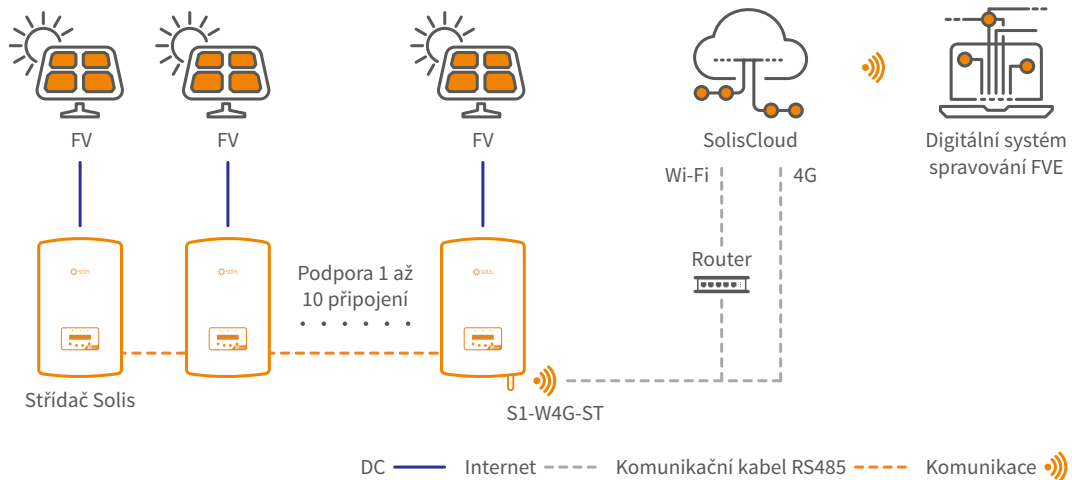 FV
FV
FV
SolisCloud
Digitální systém
spravování FVE
Wi-Fi
4G
Router
solis
solis
solis
Podpora 1 až
10 připojení
Střídač Solis
S1-W4G-ST
DC
Internet
Komunikační kabel RS485
Komunikace